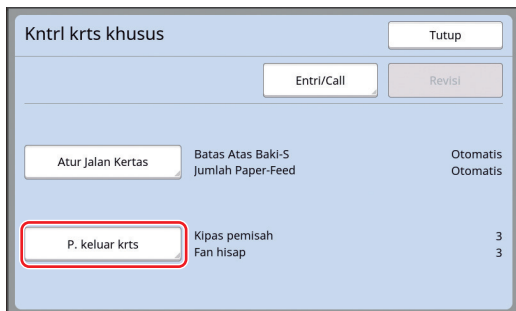 Kntrl krts khusus
Tutup
Entri/Call
Revisi
Atur Jalan Kertas
Batas Atas Baki-S Otomatis
Jumlah Paper-Feed Otomatis
P. keluar krts
Kipas pemisah 3
Fan hisap 3